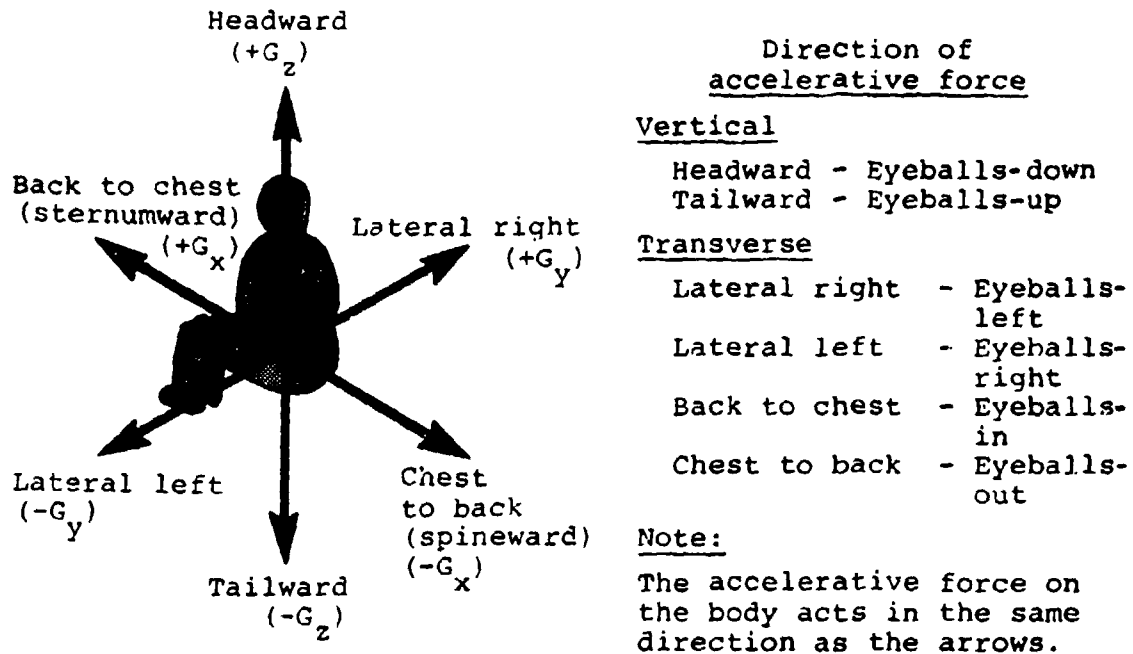 Headward
(+Gz)
Back to chest
(sternumward)
(+Gx)
Lateral right
(+Gy)
Lateral left
(-Gy)
Chest
to back
(spineward)
(-Gx)
Tailward
(-Gz)
Direction of
accelerative force
Vertical
Headward - Eyeballs-down
Tailward - Eyeballs-up
Transverse
Lateral right - Eyeballs-
left
Lateral left - Eyeballs-
right
Back to chest - Eyeballs-
in
Chest to back - Eyeballs-
out
Note:
The accelerative force on
the body acts in the same
direction as the arrows.